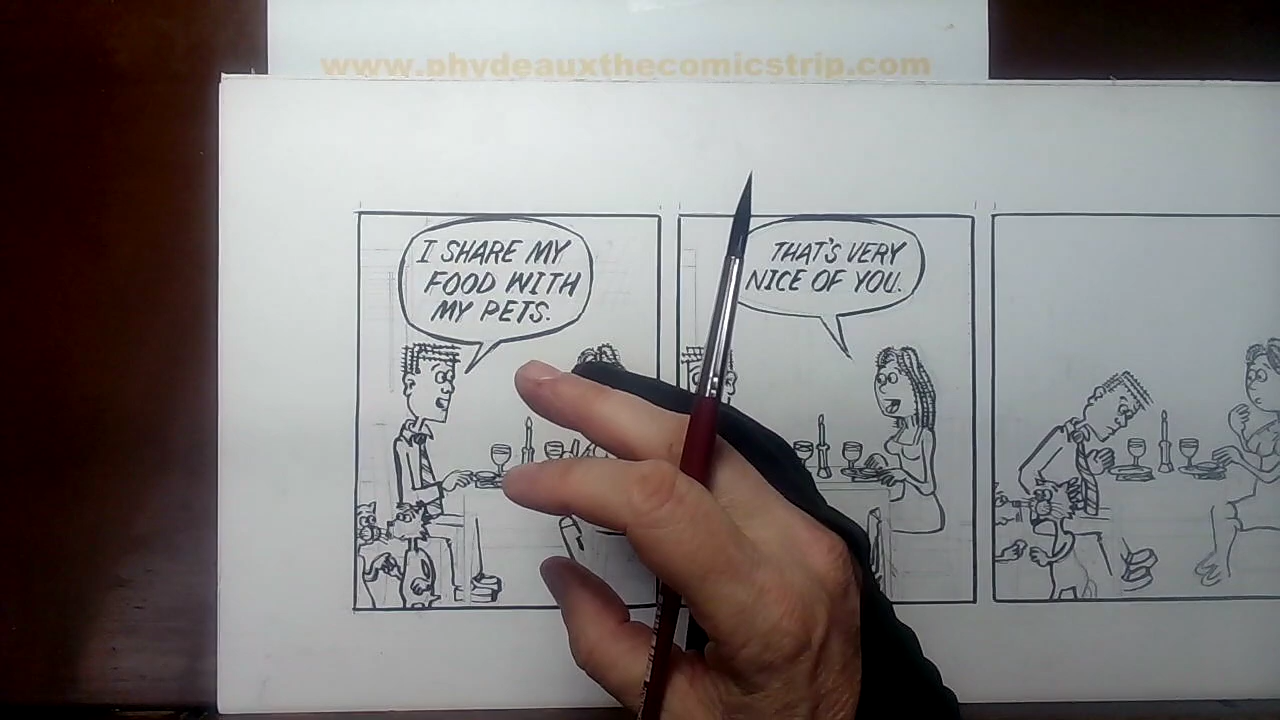 www.phydeauxthecomicstrip.com
I SHARE MY
FOOD WITH
MY PETS.
THAT'S VERY
NICE OF YOU.